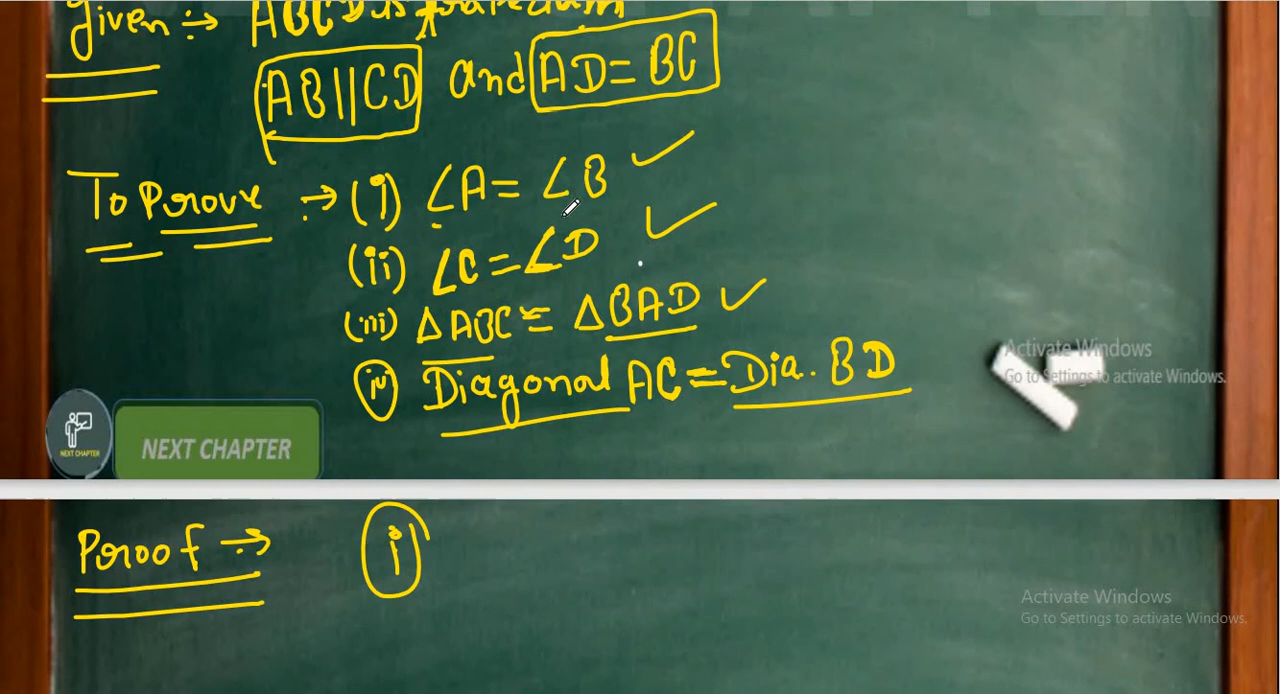 Given :→ ABCD is trapezium
AB||CD and AD = BC
To Prove :→ (i) ∠A = ∠B ✓
(ii) ∠C = ∠D ✓
(iii) ΔABC ≅ ΔBAD ✓
(iv) Diagonal AC = Dia. BD
Activate Windows
Go to Settings to activate Windows.
NEXT CHAPTER
NEXT CHAPTER
Proof :→ (i)
Activate Windows
Go to Settings to activate Windows.